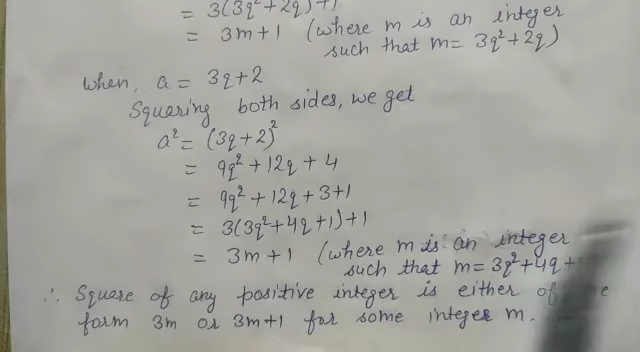 = 3(3q²+2q)+1
= 3m+1 (where m is an integer
such that m= 3q²+2q)
when, a = 3q+2
Squaring both sides, we get
a² = (3q+2)²
= 9q²+12q+4
= 9q²+12q+3+1
= 3(3q²+4q+1)+1
= 3m+1 (where m is an integer
such that m=3q²+4q+
∴ Square of any positive integer is either of
form 3m or 3m+1 for some integer m.